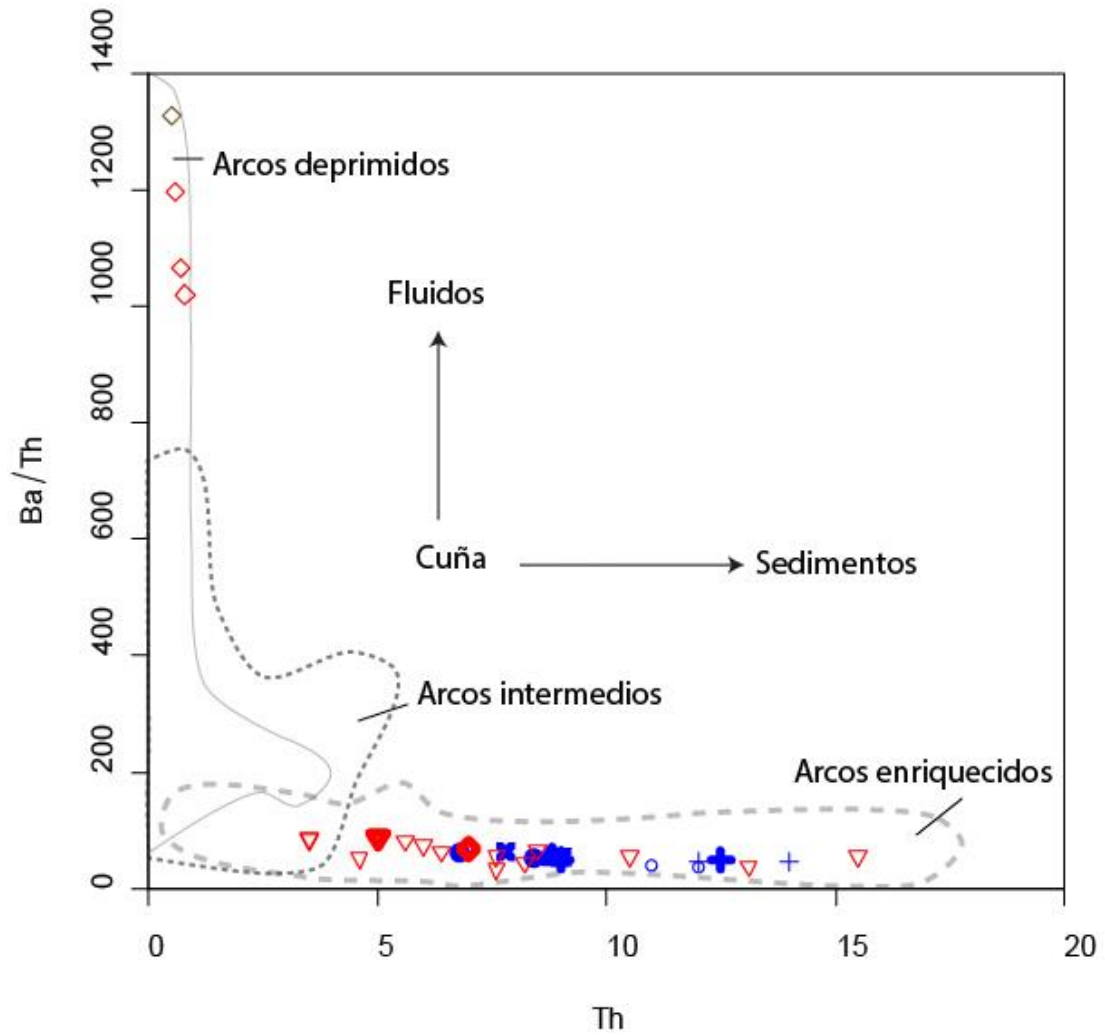 1400
1200
1000
800
600
400
200
0
Ba/Th
Arcos deprimidos
Fluidos
Cuña
Sedimentos
Arcos intermedios
Arcos enriquecidos
0 5 10 15 20
Th